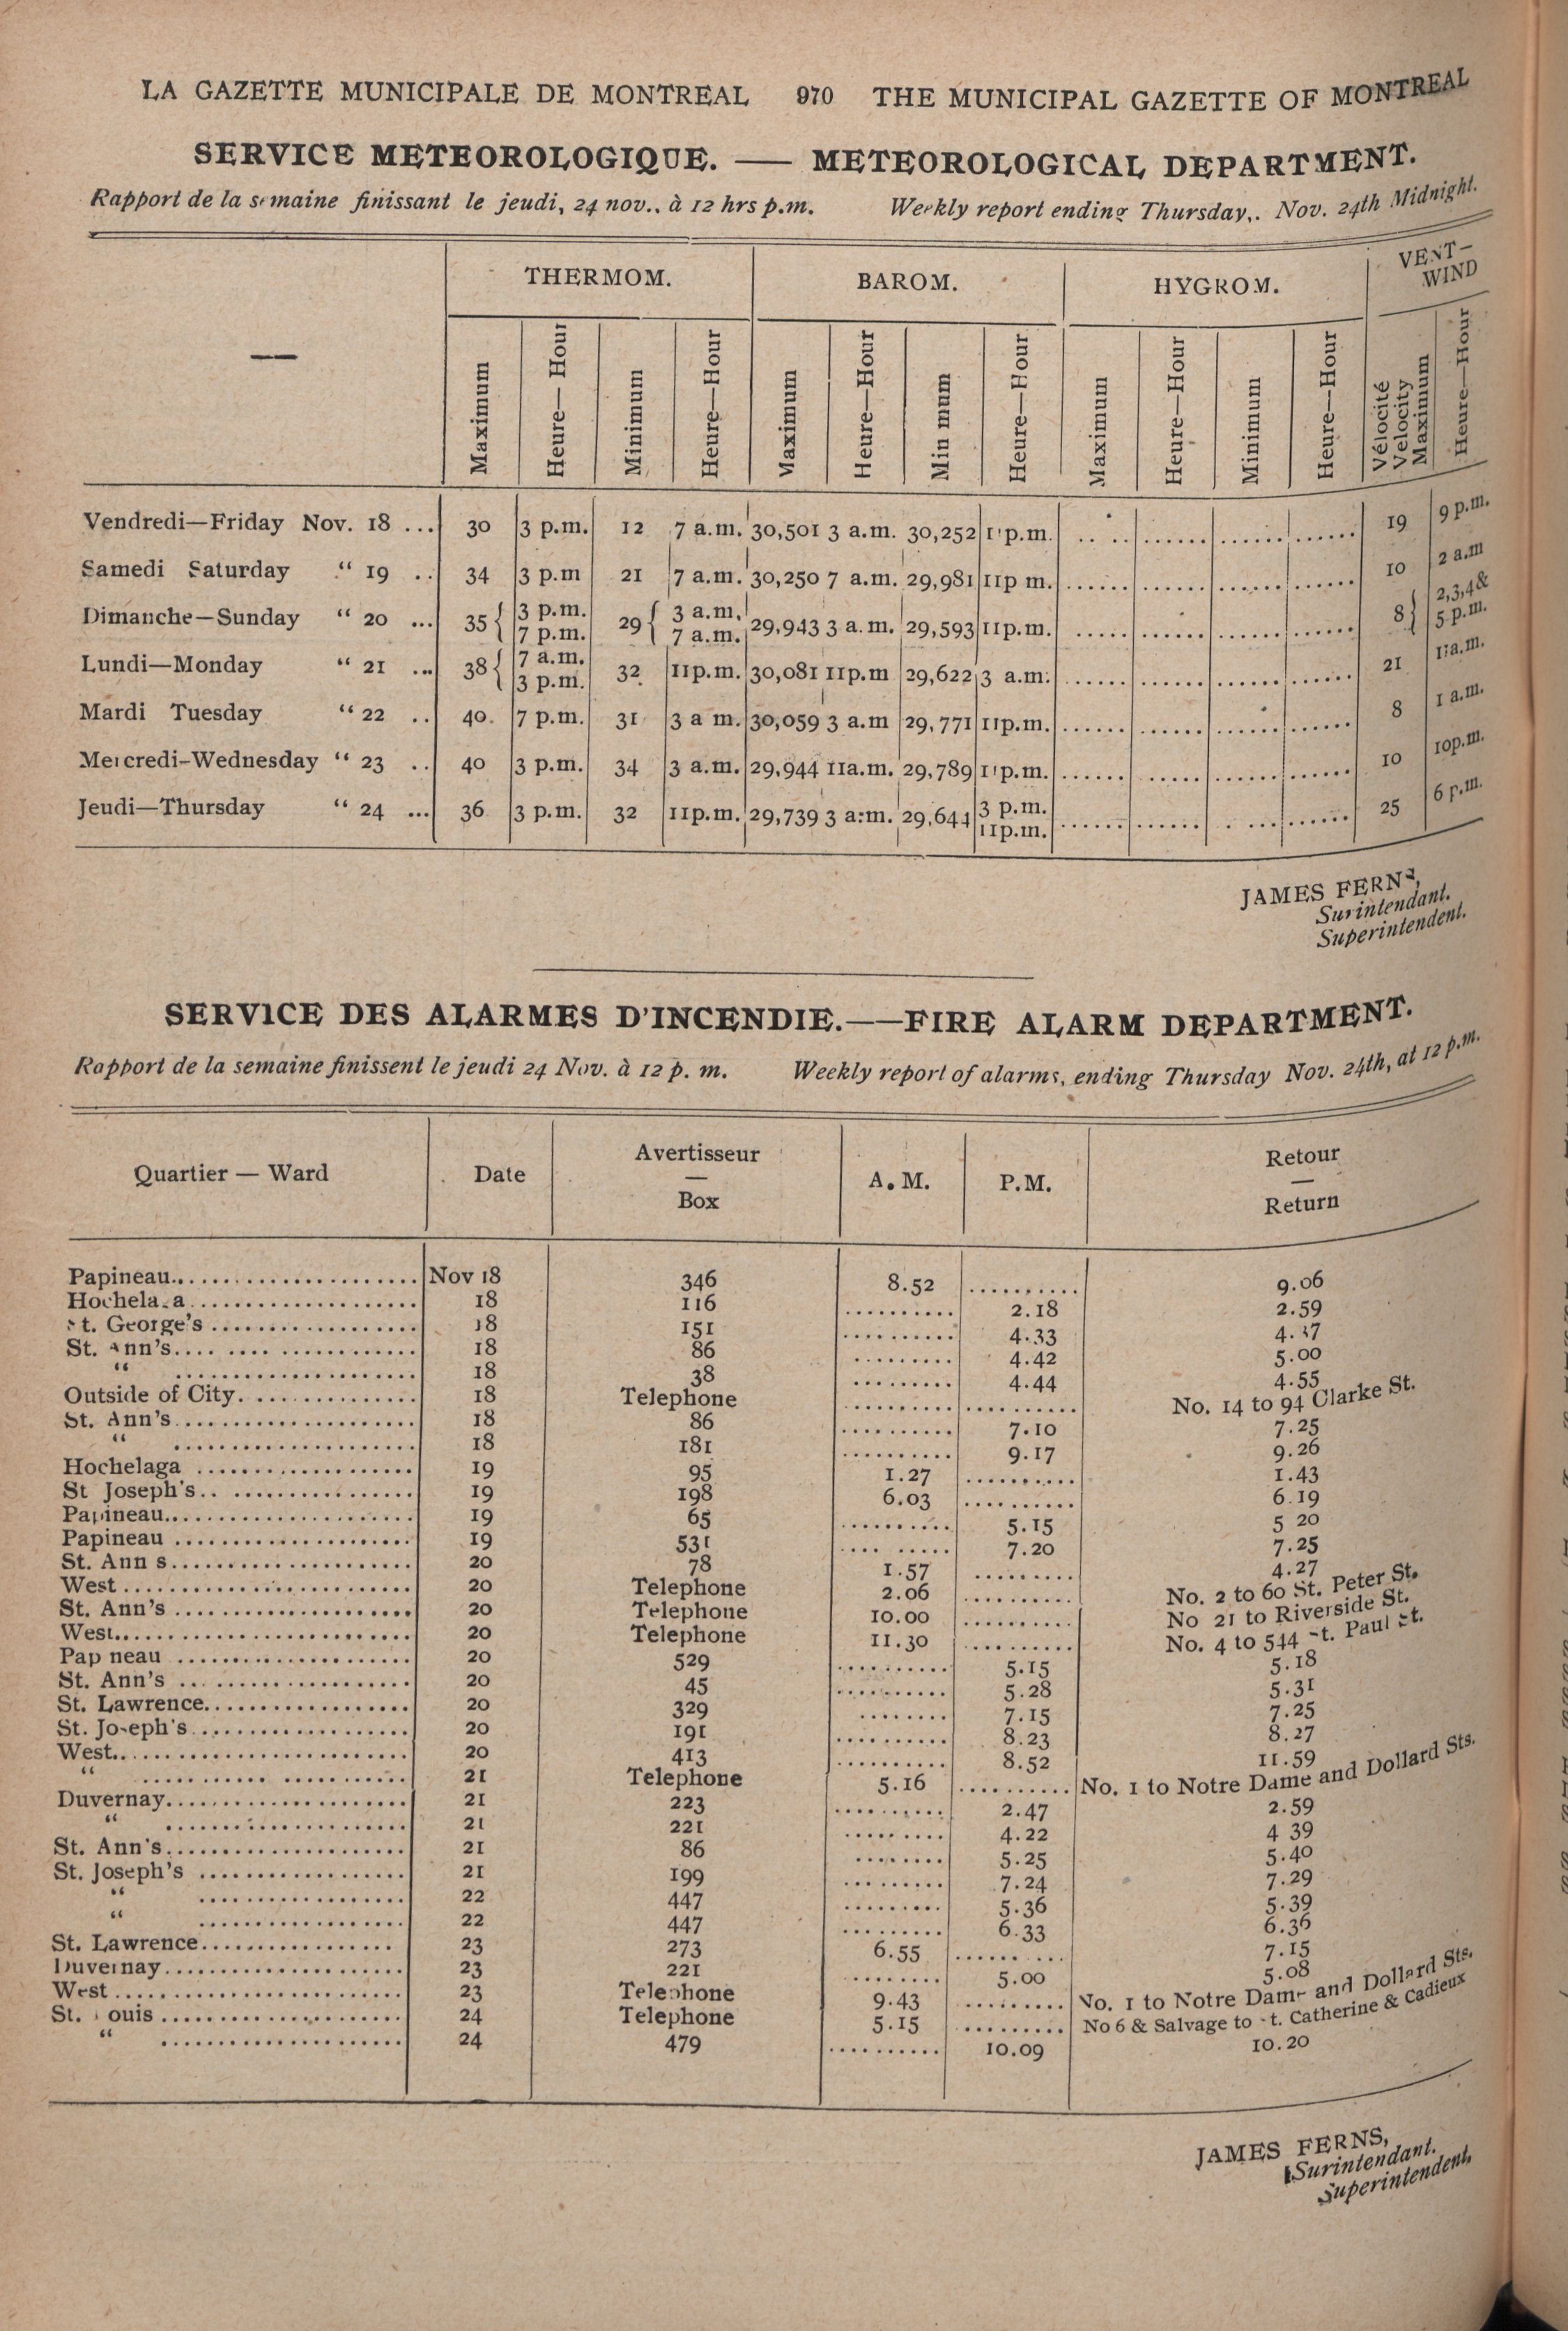 LA GAZETTE MUNICIPALE DE MONTREAL 970 THE MUNICIPAL GAZETTE OF MONTREAL
SERVICE METEOROLOGIQUE. — METEOROLOGICAL DEPARTMENT.
Rapport de la semaine finissant le jeudi, 24 nov., à 12 hrs p.m. Weekly report ending Thursday,. Nov. 24th Midnight.
— THERMOM. BAROM. HYGROM. VENT— WIND
Maximum Heure—Hour Minimum Heure—Hour Maximum Heure—Hour Min mum Heure—Hour Maximum Heure—Hour Minimum Heure—Hour Vélocité Velocity Maximum Heure—Hour
Vendredi—Friday Nov. 18 ... 30 3 p.m. 12 7 a.m. 30,501 3 a.m. 30,252 11p.m. .. .. ...... ...... ...... 19 9 p.m.
Samedi Saturday " 19 .. 34 3 p.m 21 7 a.m. 30,250 7 a.m. 29,981 11p m. ...... ...... ...... ...... 10 2 a.m
Dimanche—Sunday " 20 ... 35 { 3 p.m. 7 p.m. 29 { 3 a.m. 7 a.m. 29,943 3 a.m. 29,593 11p.m. ..... ...... ...... ...... 8 } 2,3,4 & 5 p.m.
Lundi—Monday " 21 ... 38 { 7 a.m. 3 p.m. 32 11p.m. 30,081 11p.m 29,622 3 a.m. ..... ...... ...... ...... 21 11a.m.
Mardi Tuesday " 22 .. 40. 7 p.m. 31 3 a m. 30,059 3 a.m 29,771 11p.m. ...... ...... ...... ...... 8 1 a.m.
Mercredi-Wednesday " 23 .. 40 3 p.m. 34 3 a.m. 29,944 11a.m. 29,789 11p.m. ...... ..... ...... ...... 10 10p.m.
Jeudi—Thursday " 24 ... 36 3 p.m. 32 11p.m. 29,739 3 a.m. 29,644 3 p.m. 11p.m. ...... ...... . ... ...... 25 6 p.m.
JAMES FERNS,
Surintendant.
Superintendent.
SERVICE DES ALARMES D'INCENDIE.——FIRE ALARM DEPARTMENT.
Rapport de la semaine finissent le jeudi 24 Nov. à 12 p. m. Weekly report of alarms, ending Thursday Nov. 24th, at 12 p.m.
Quartier — Ward Date Avertisseur — Box A. M. P.M. Retour — Return
Papineau..................... Nov 18 346 8.52 .......... 9.06
Hochela a.................... 18 116 .......... 2.18 2.59
St. George's .................. 18 151 .......... 4.33 4.37
St. Ann's.... .... ............ 18 86 ......... 4.42 5.00
" ..................... 18 38 ......... 4.44 4.55
Outside of City................ 18 Telephone .......... .......... No. 14 to 94 Clarke St.
St. Ann's..................... 18 86 .......... 7.10 7.25
" ..................... 18 181 .......... 9.17 9.26
Hochelaga ................... 19 95 1.27 .......... 1.43
St Joseph's.. ................ 19 198 6.03 .......... 6.19
Papineau...................... 19 65 .......... 5.15 5 20
Papineau ..................... 19 531 .... ..... 7.20 7.25
St. Ann s..................... 20 78 1.57 ......... 4.27
West.......................... 20 Telephone 2.06 .......... No. 2 to 60 St. Peter St.
St. Ann's ..................... 20 Telephone 10.00 .......... No 21 to Riverside St.
West.......................... 20 Telephone 11.30 .......... No. 4 to 544 St. Paul St.
Pap neau ..................... 20 529 .......... 5.15 5.18
St. Ann's ... ................. 20 45 .......... 5.28 5.31
St. Lawrence.................. 20 329 ........ 7.15 7.25
St. Joseph's................... 20 191 .......... 8.23 8.27
West.......................... 20 413 .......... 8.52 11.59
" ........... ........... 21 Telephone 5.16 .......... No. 1 to Notre Dame and Dollard Sts.
Duvernay..................... 21 223 .......... 2.47 2.59
" ..................... 21 221 ......... 4.22 4 39
St. Ann's..................... 21 86 ........ 5.25 5.40
St. Joseph's .................. 21 199 ......... 7.24 7.29
" .................. 22 447 ......... 5.36 5.39
" .................. 22 447 ......... 6.33 6.36
St. Lawrence................. 23 273 6.55 ...... ... 7.15
Duvernay..................... 23 221 ......... 5.00 5.08
West ......................... 23 Telephone 9.43 ......... No. 1 to Notre Dame and Dollard Sts.
St. ouis ..................... 24 Telephone 5.15 ......... No 6 & Salvage to St. Catherine & Cadieux
" ..................... 24 479 .......... 10.09 10.20
JAMES FERNS,
Surintendant.
Superintendent.